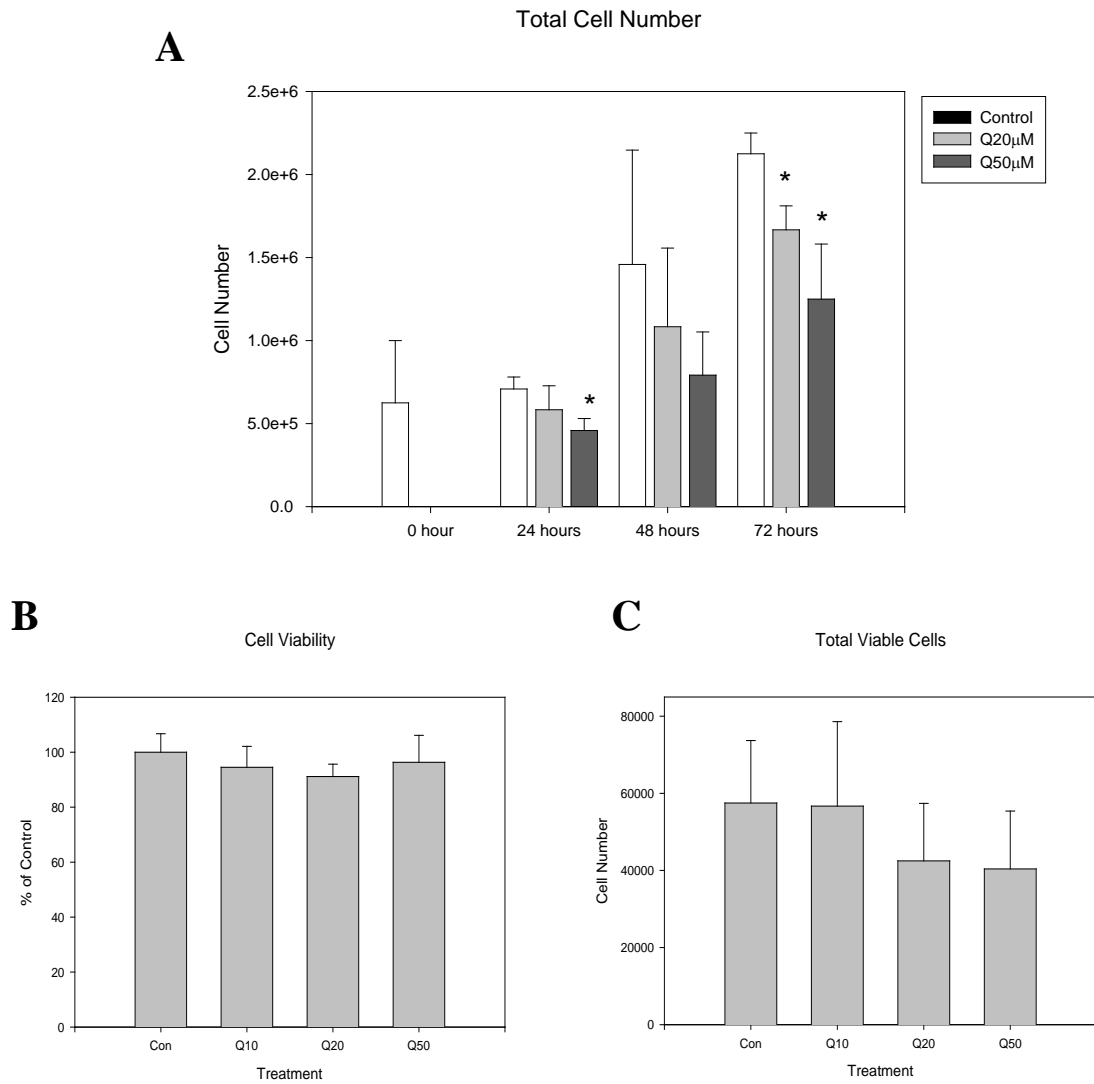 Total Cell Number
A
2.5e+6
2.0e+6
1.5e+6
1.0e+6
5.0e+5
0.0
Cell Number
*
*
*
0 hour 24 hours 48 hours 72 hours
Control
Q20μM
Q50μM
B
Cell Viability
120
100
80
60
40
20
0
% of Control
Con Q10 Q20 Q50
Treatment
C
Total Viable Cells
80000
60000
40000
20000
0
Cell Number
Con Q10 Q20 Q50
Treatment